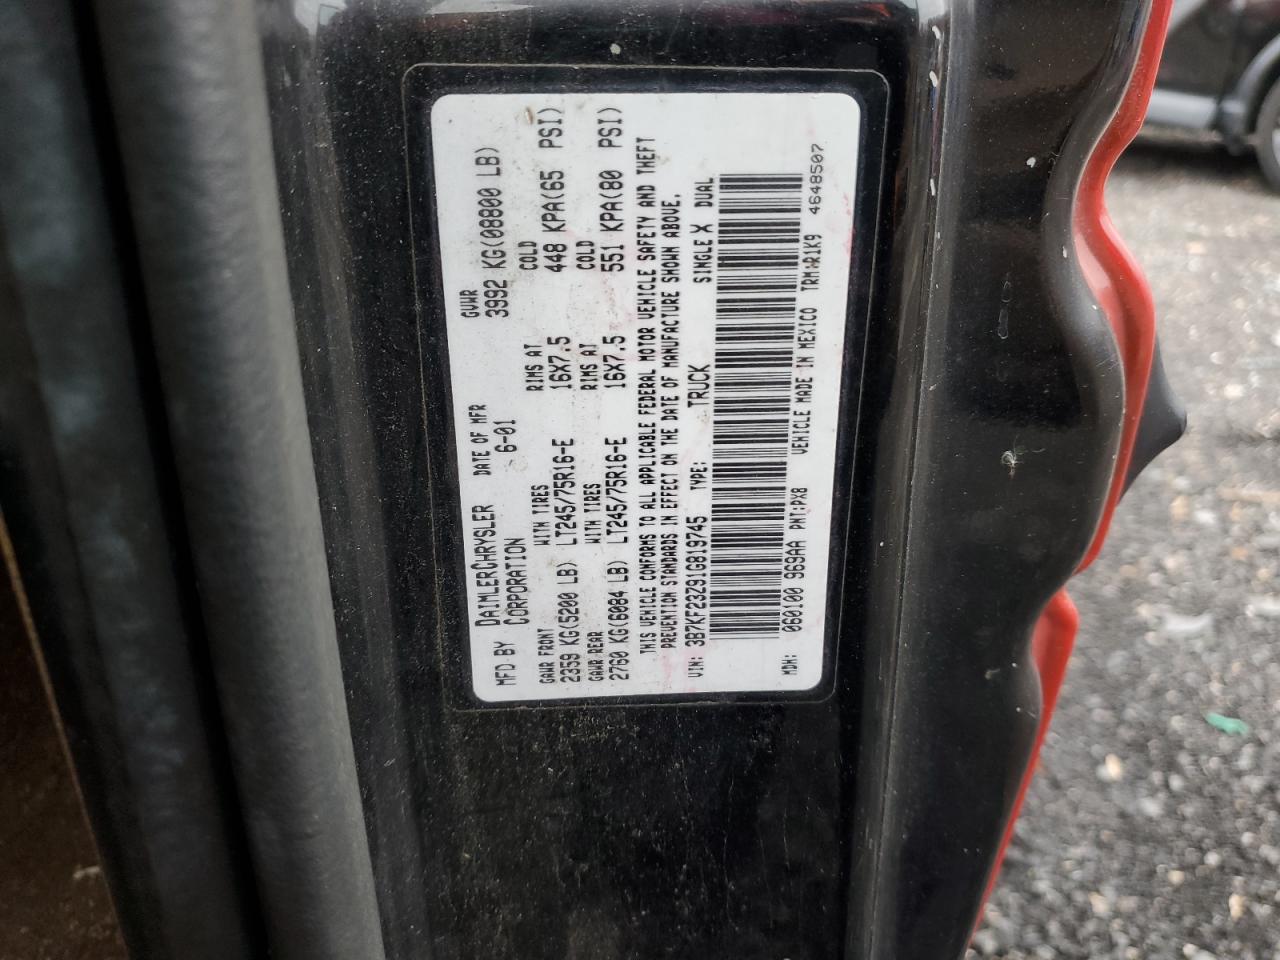 MFD BY DAIMLERCHRYSLER CORPORATION DATE OF MFR 6-01 GVWR 3992 KG(08800 LB)
GAWR FRONT WITH TIRES RIMS AT COLD
2359 KG(5200 LB) LT245/75R16-E 16X7.5 448 KPA(65 PSI)
GAWR REAR WITH TIRES RIMS AT COLD
2760 KG(6084 LB) LT245/75R16-E 16X7.5 551 KPA(80 PSI)
THIS VEHICLE CONFORMS TO ALL APPLICABLE FEDERAL MOTOR VEHICLE SAFETY AND THEFT
PREVENTION STANDARDS IN EFFECT ON THE DATE OF MANUFACTURE SHOWN ABOVE.
VIN: 3B7KF23Z91G819745 TYPE: TRUCK SINGLE X DUAL
MDH: 060100 969AA PNT:PX8 VEHICLE MADE IN MEXICO TRM:R1K9 4648507